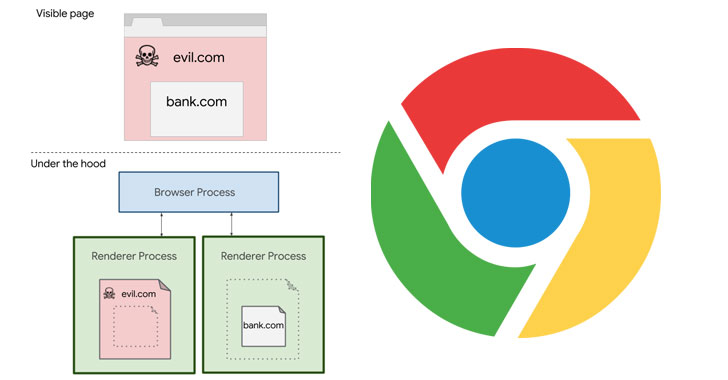 Visible page
evil.com
bank.com
Under the hood
Browser Process
Renderer Process
Renderer Process
evil.com
bank.com